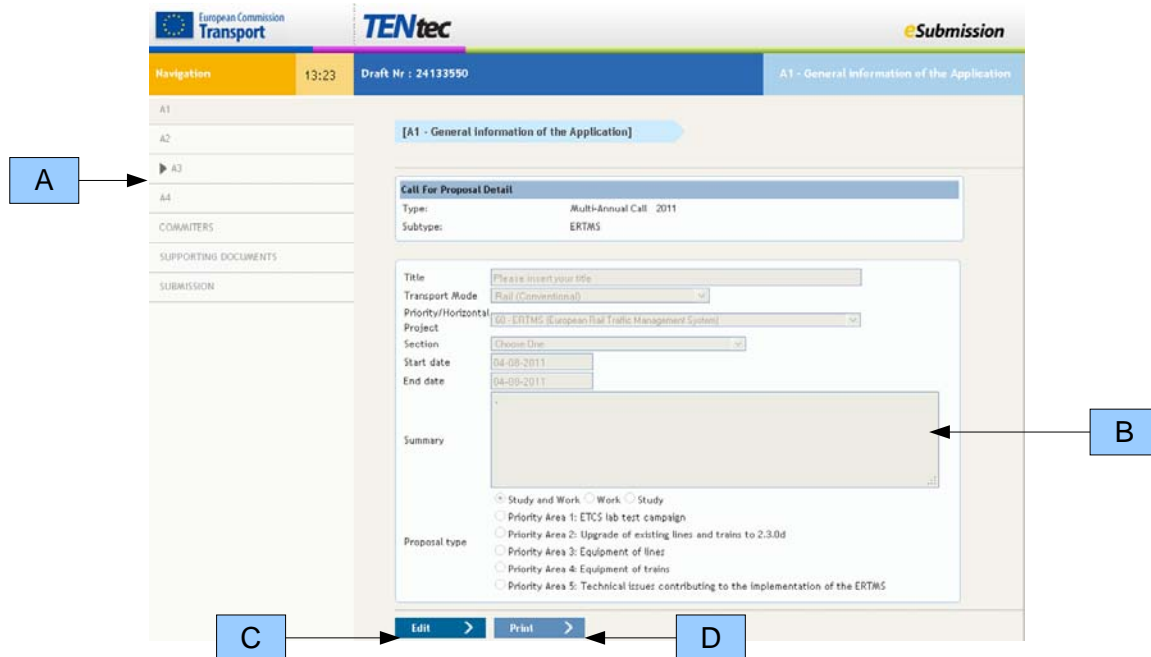 European Commission
Transport
TENtec
eSubmission
Navigation 13:23 Draft Nr : 24133550 A1 - General information of the Application
A1
A2
A3
A4
COMMITERS
SUPPORTING DOCUMENTS
SUBMISSION
A
[A1 - General information of the Application]
Call For Proposal Detail
Type: Multi-Annual Call 2011
Subtype: ERTMS
Title Please insert your title
Transport Mode Rail (Conventional)
Priority/Horizontal Project 60 - ERTMS (European Rail Traffic Management System)
Section Choose One
Start date 04-08-2011
End date 04-08-2011
Summary .
B
Proposal type
Study and Work Work Study
Priority Area 1: ETCS lab test campaign
Priority Area 2: Upgrade of existing lines and trains to 2.3.0d
Priority Area 3: Equipment of lines
Priority Area 4: Equipment of trains
Priority Area 5: Technical issues contributing to the implementation of the ERTMS
C
Edit
Print
D